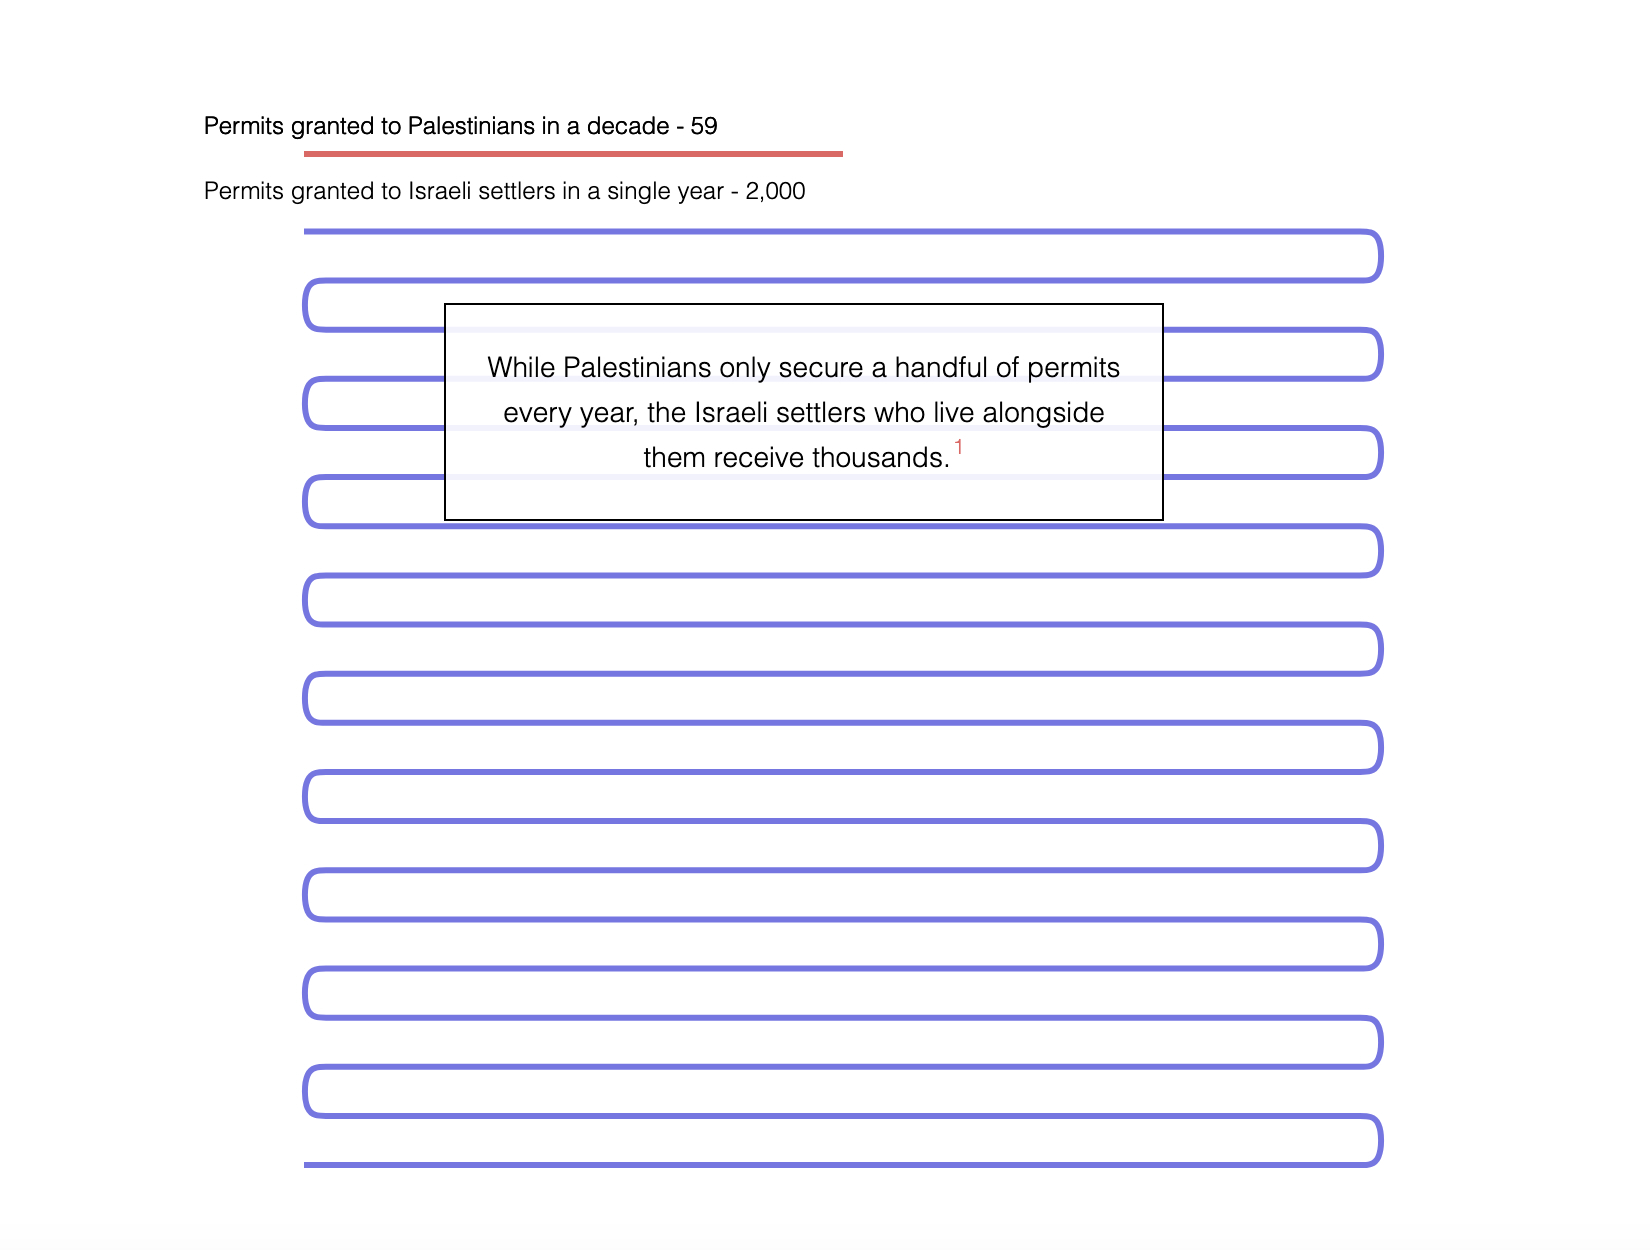 Permits granted to Palestinians in a decade - 59
Permits granted to Israeli settlers in a single year - 2,000
While Palestinians only secure a handful of permits
every year, the Israeli settlers who live alongside
them receive thousands. 1